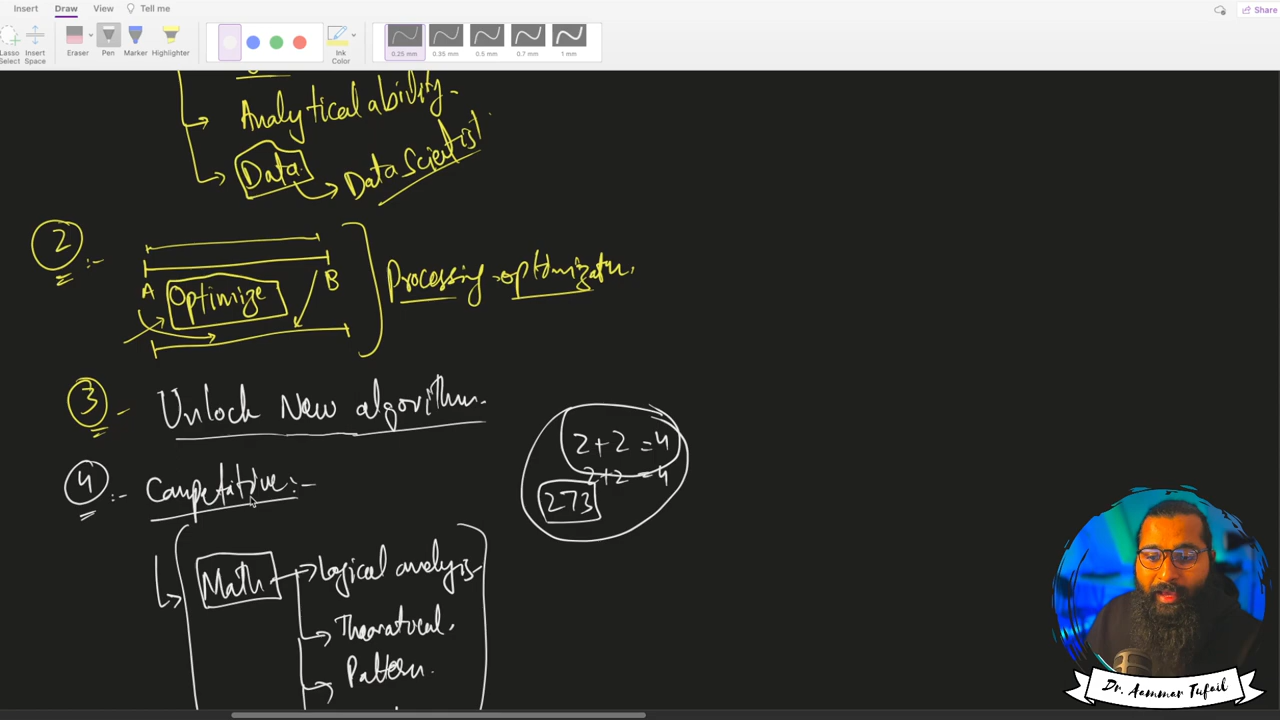 Insert Draw View Tell me
Share
Lasso Select
Insert Space
Eraser
Pen
Marker
Highlighter
Ink Color
0.25 mm
0.35 mm
0.5 mm
0.7 mm
1 mm
Analytical ability.
Data Data Scientist
2 :-
A Optimize B
Processing optimizatn.
3 -
Unlock New algorithm.
2+2 =4
2+2 =4
273
4 :- Competative :-
Math Logical analysis
Thearatical.
Pattern.
Dr. Aammar Tufail